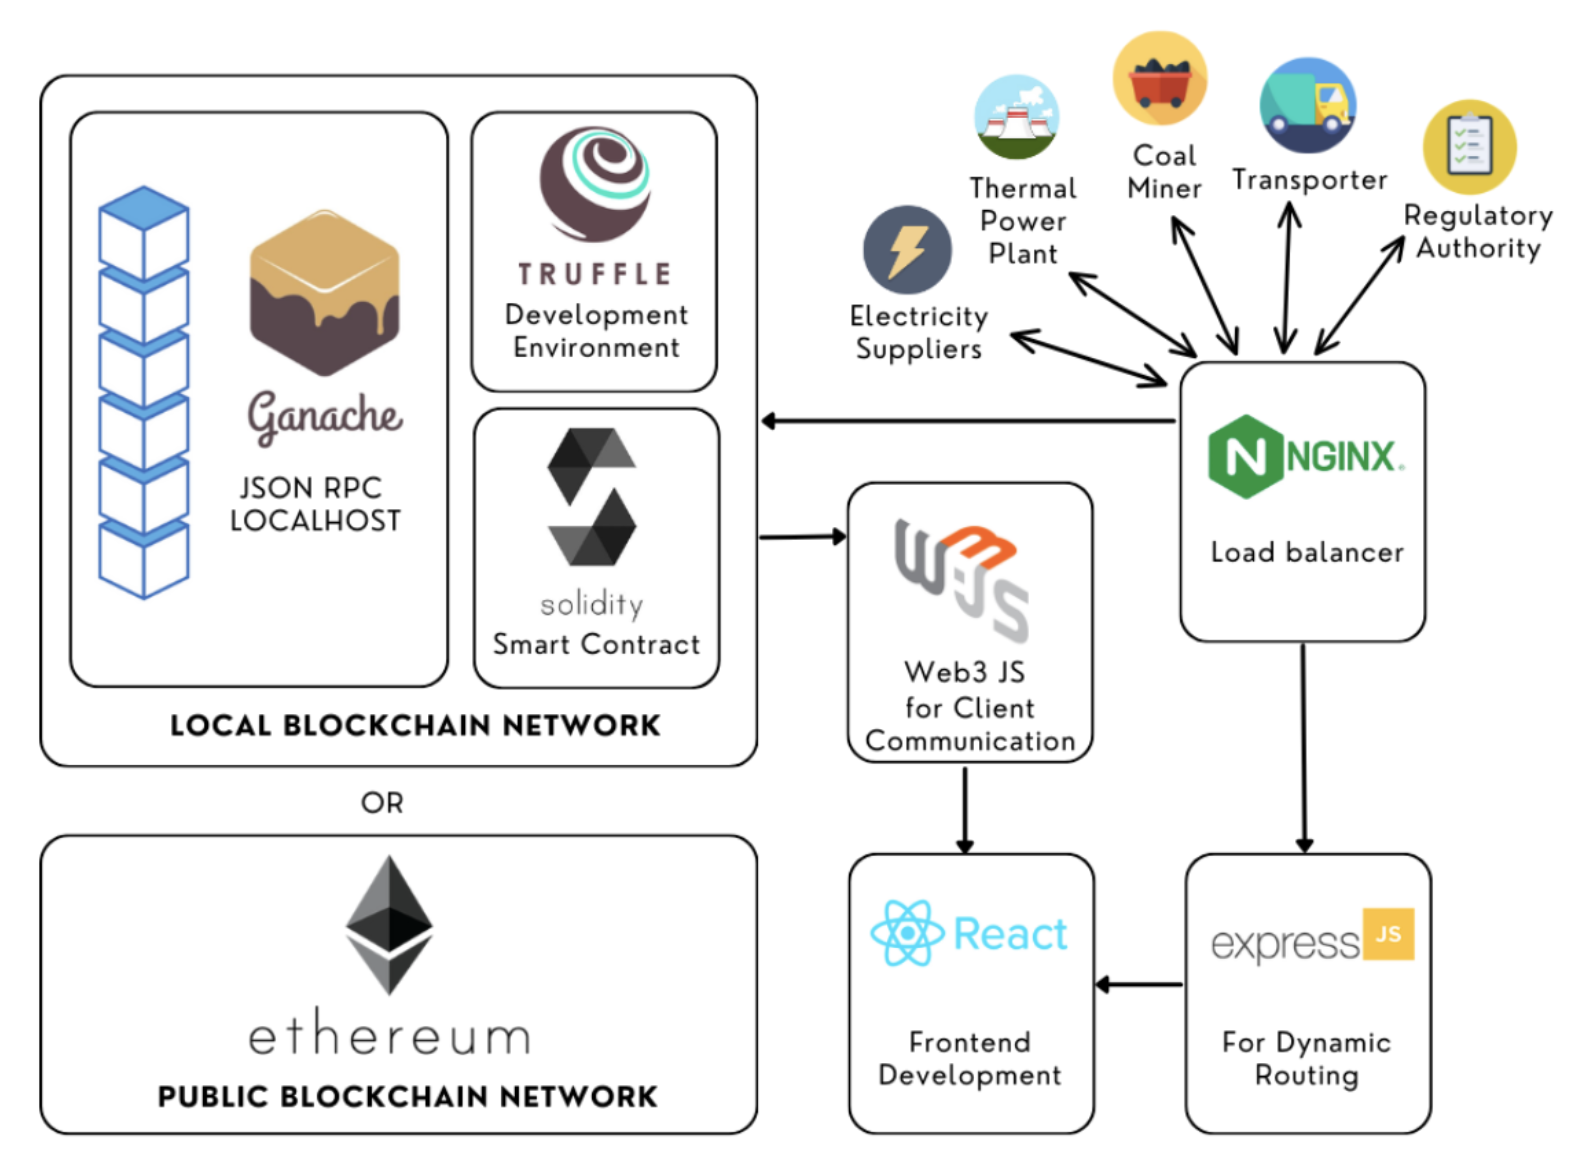 TRUFFLE
Development
Environment
Ganache
JSON RPC
LOCALHOST
solidity
Smart Contract
LOCAL BLOCKCHAIN NETWORK
OR
ethereum
PUBLIC BLOCKCHAIN NETWORK
Electricity
Suppliers
Thermal
Power
Plant
Coal
Miner
Transporter
Regulatory
Authority
N NGINX
Load balancer
W3JS
Web3 JS
for Client
Communication
React
Frontend
Development
express JS
For Dynamic
Routing